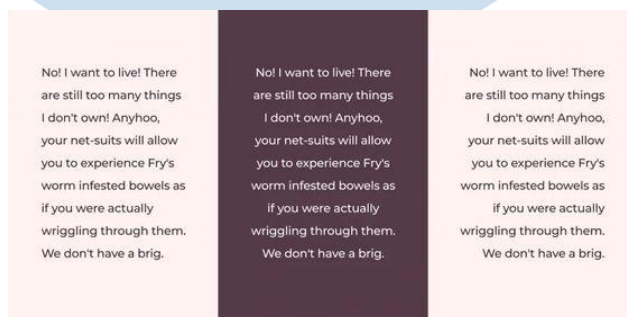 No! I want to live! There
are still too many things
I don't own! Anyhoo,
your net-suits will allow
you to experience Fry's
worm infested bowels as
if you were actually
wriggling through them.
We don't have a brig.
No! I want to live! There
are still too many things
I don't own! Anyhoo,
your net-suits will allow
you to experience Fry's
worm infested bowels as
if you were actually
wriggling through them.
We don't have a brig.
No! I want to live! There
are still too many things
I don't own! Anyhoo,
your net-suits will allow
you to experience Fry's
worm infested bowels as
if you were actually
wriggling through them.
We don't have a brig.